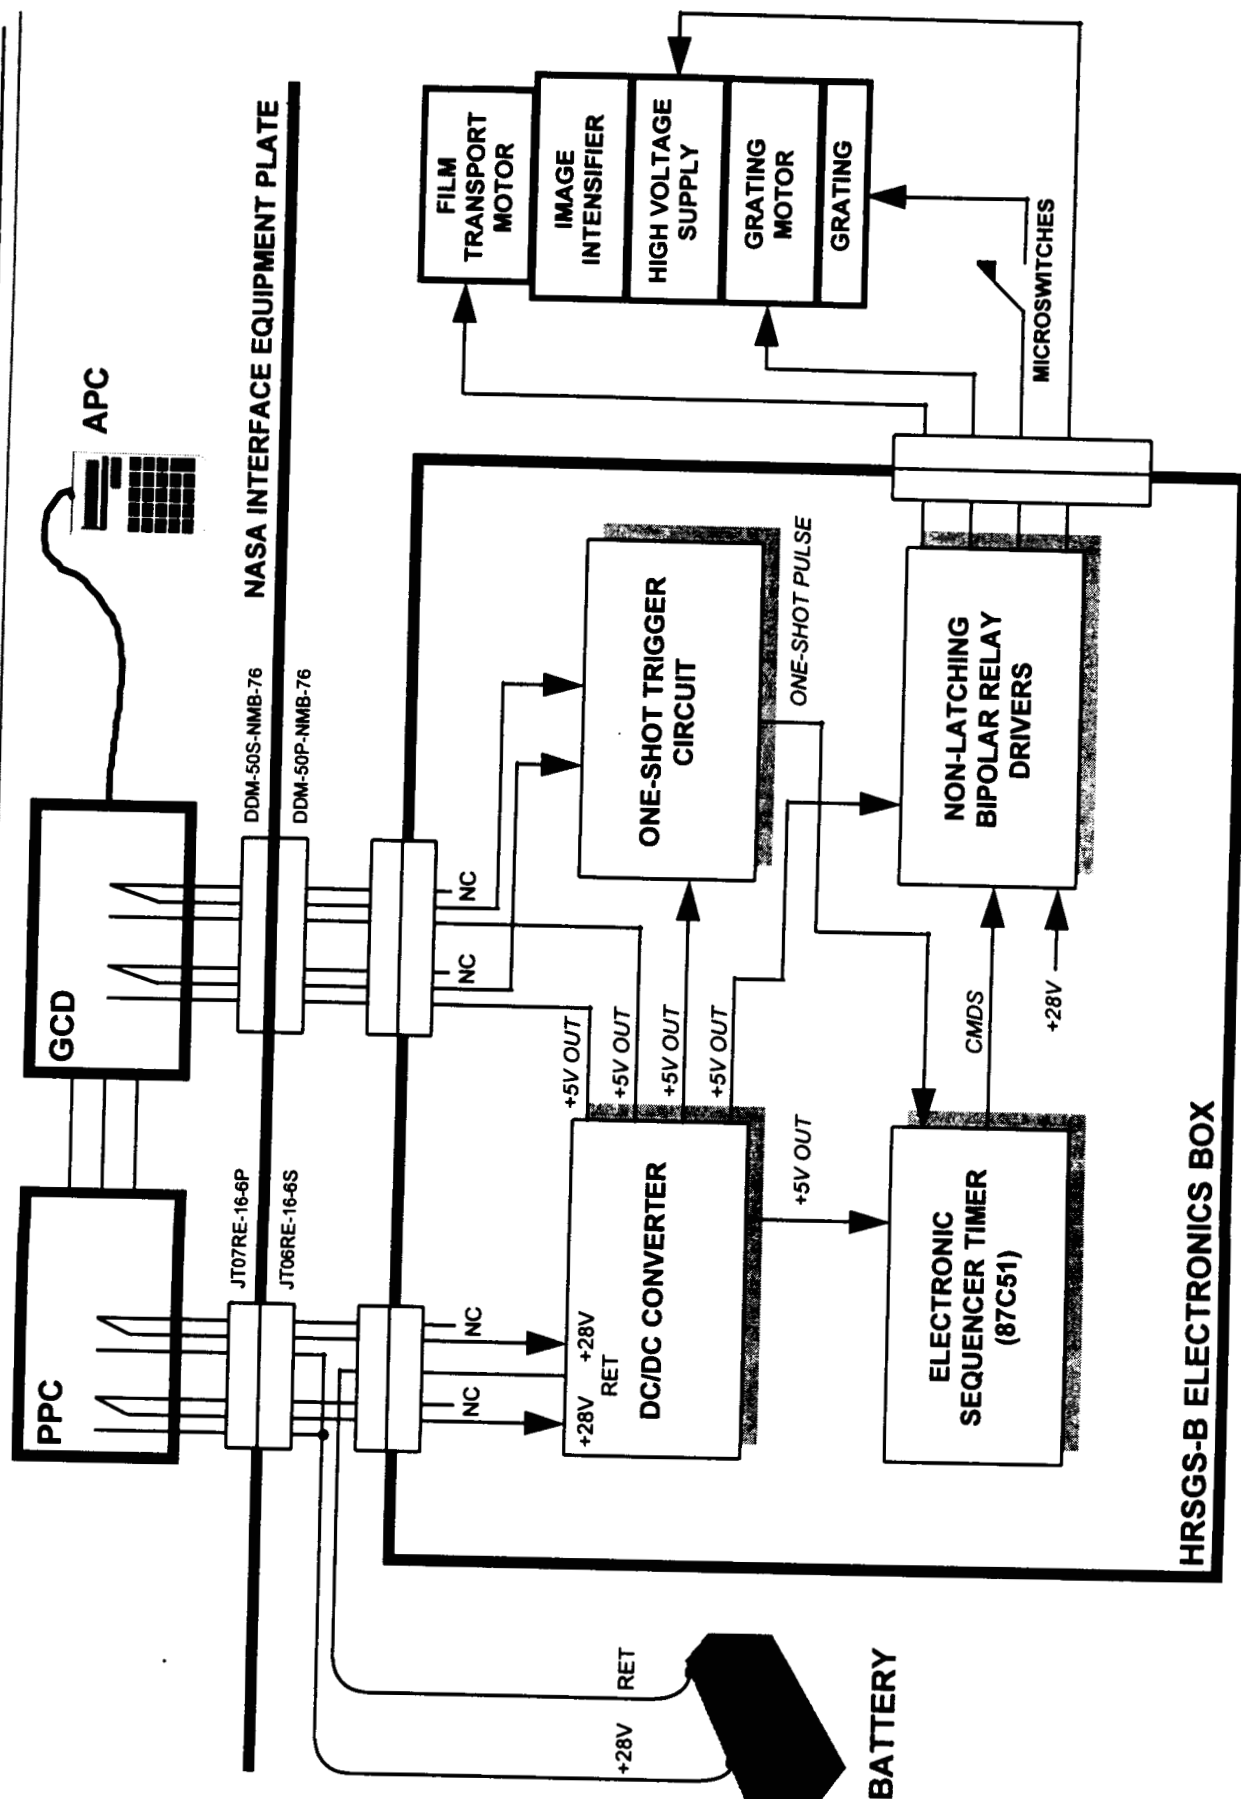 APC
GCD
PPC
NASA INTERFACE EQUIPMENT PLATE
DDM-50S-NMB-76
DDM-50P-NMB-76
JT07RE-16-6P
JT06RE-16-6S
NC
NC
NC
NC
+28V
RET
BATTERY
+28V
RET
+28V
DC/DC CONVERTER
+5V OUT
+5V OUT
+5V OUT
+5V OUT
+5V OUT
ONE-SHOT TRIGGER
CIRCUIT
ONE-SHOT PULSE
ELECTRONIC
SEQUENCER TIMER
(87C51)
CMDS
+28V
NON-LATCHING
BIPOLAR RELAY
DRIVERS
HRSGS-B ELECTRONICS BOX
FILM
TRANSPORT
MOTOR
IMAGE
INTENSIFIER
HIGH VOLTAGE
SUPPLY
GRATING
MOTOR
GRATING
MICROSWITCHES